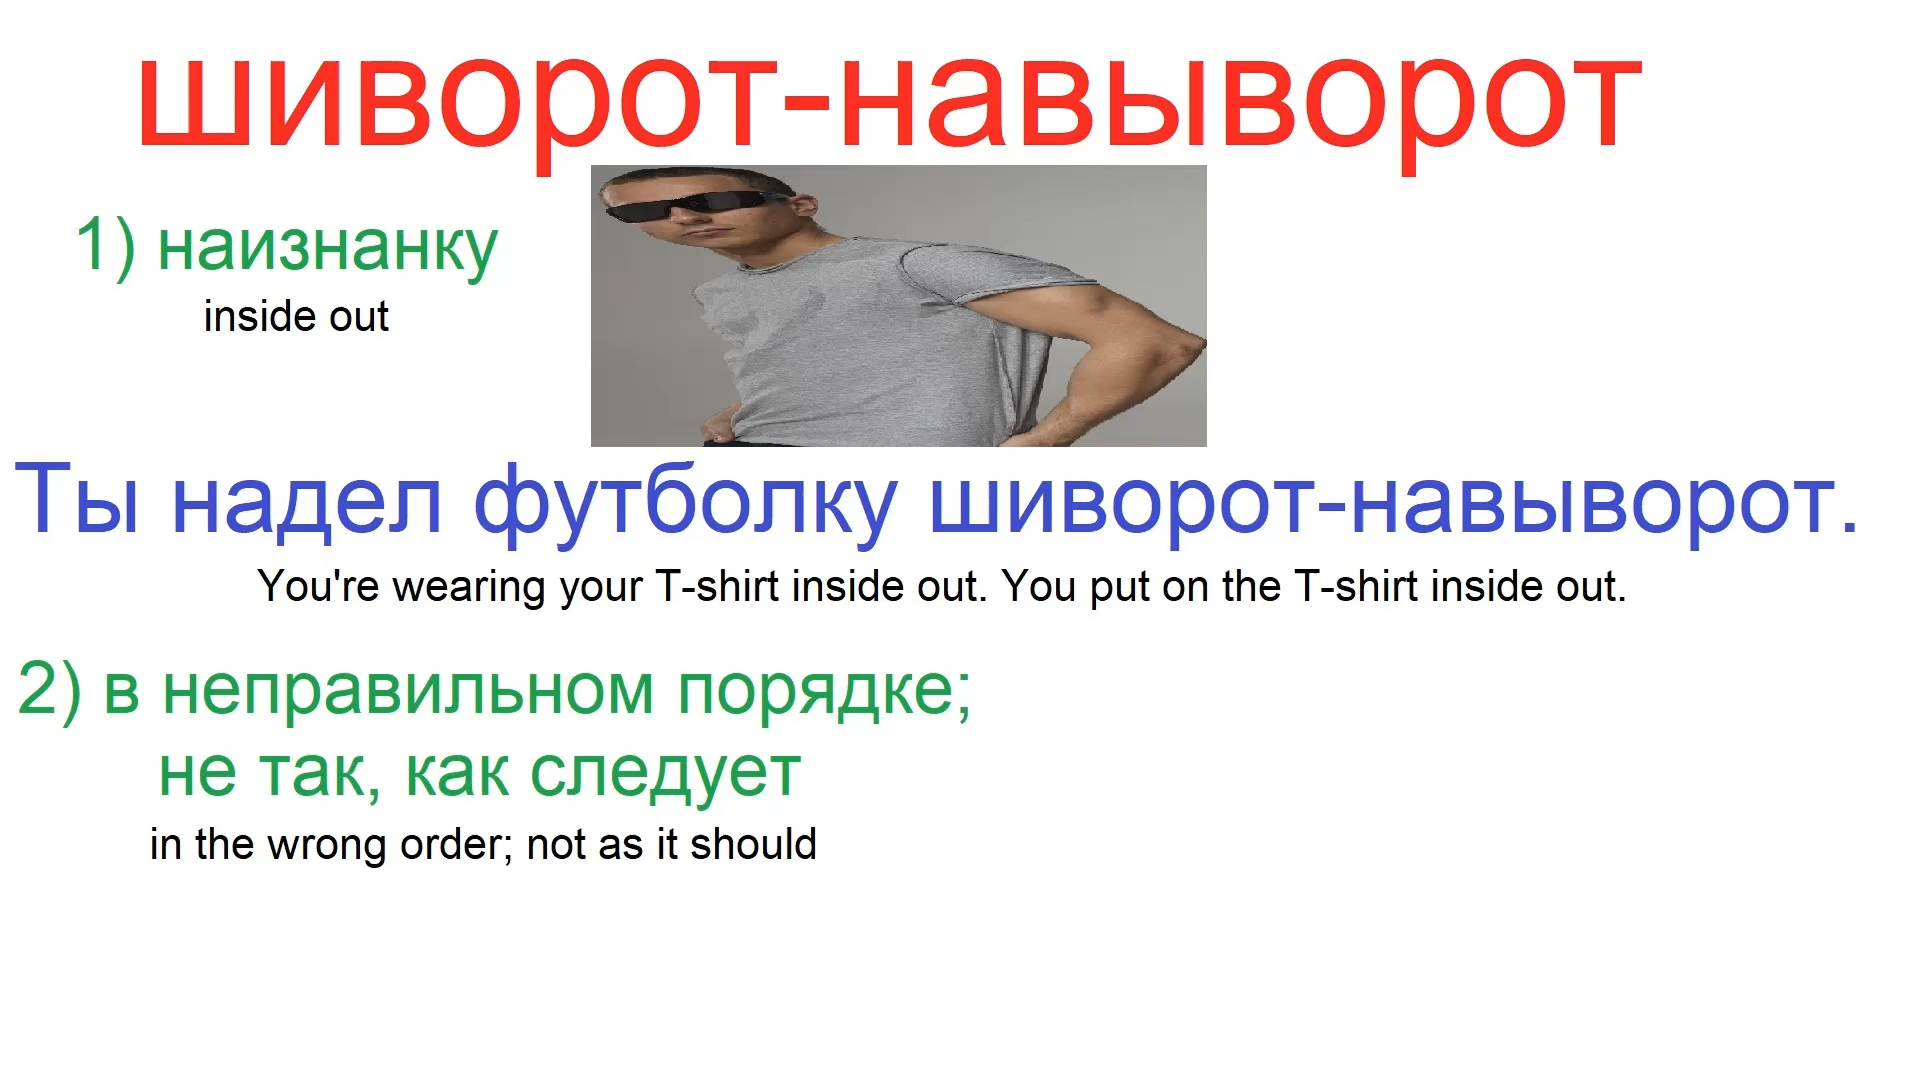 шиворот-навыворот
1) наизнанку
inside out
Ты надел футболку шиворот-навыворот.
You're wearing your T-shirt inside out. You put on the T-shirt inside out.
2) в неправильном порядке;
не так, как следует
in the wrong order; not as it should